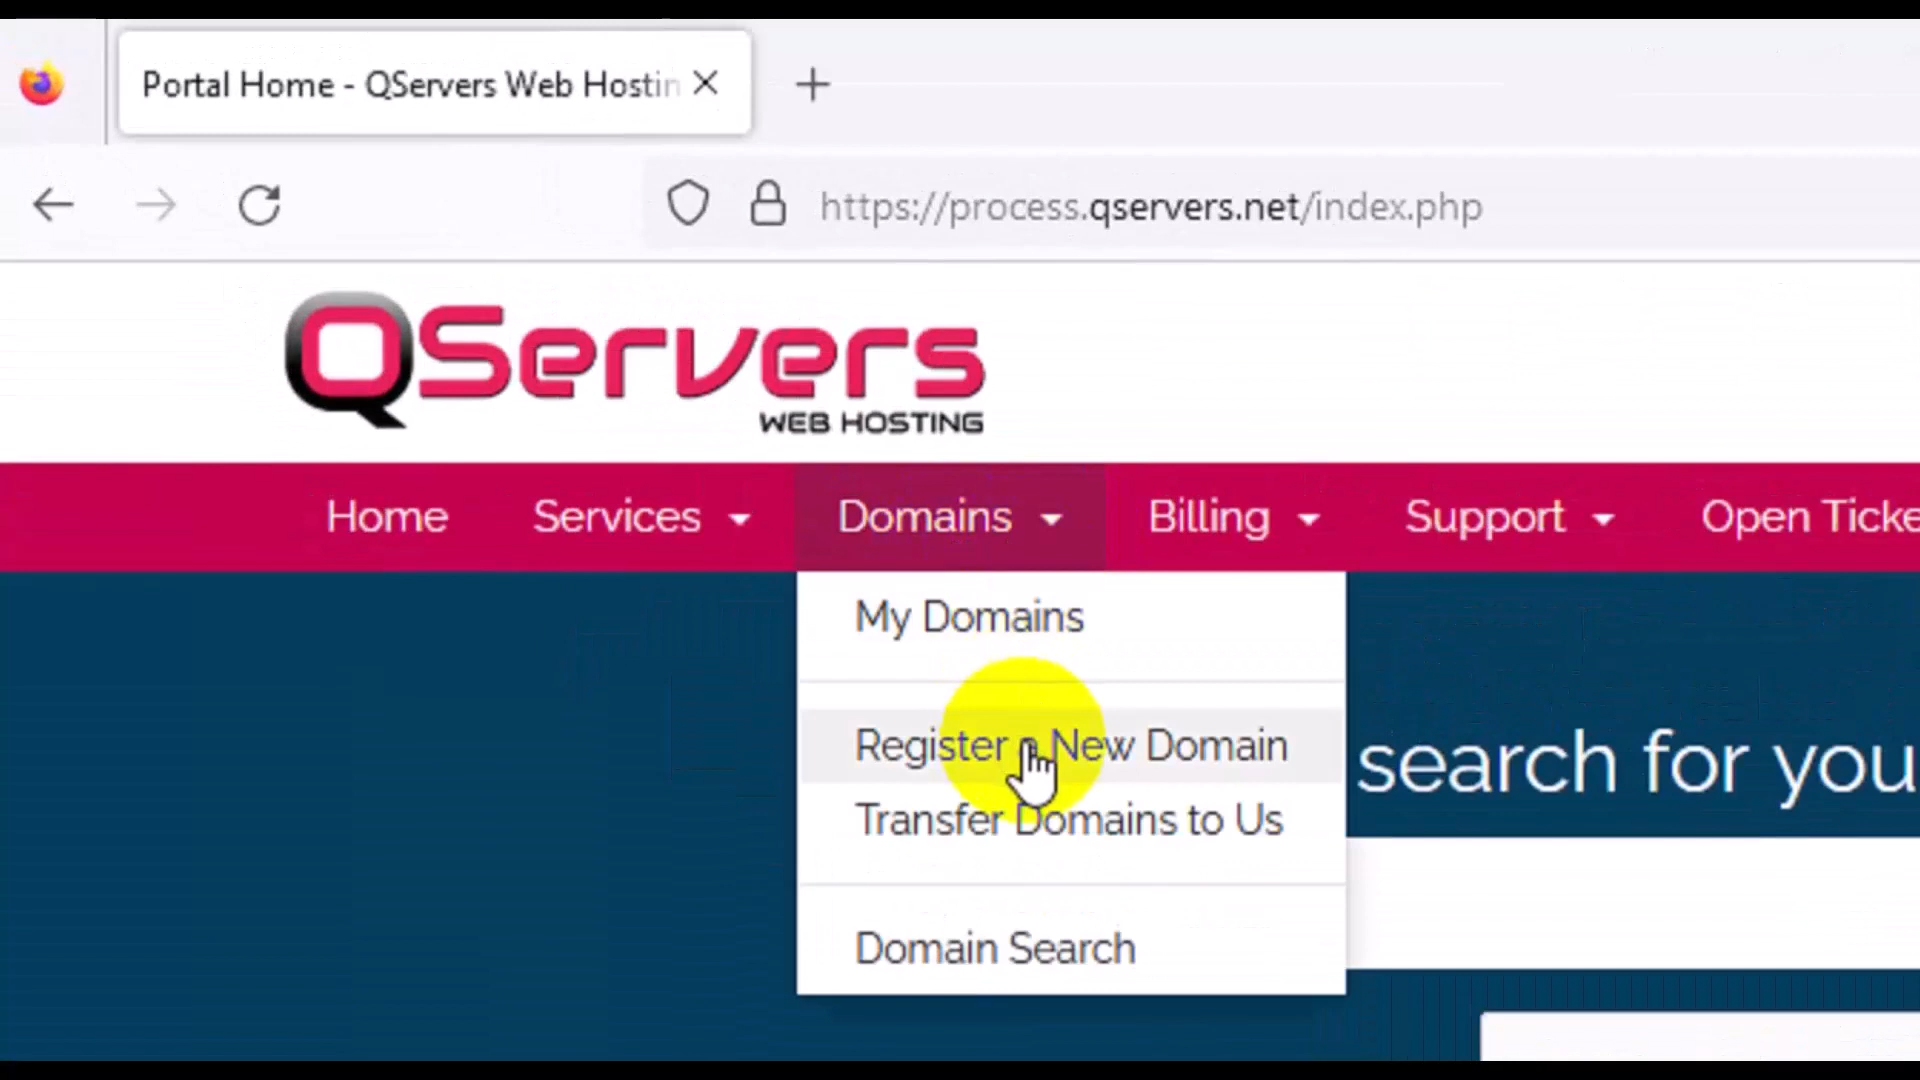 Portal Home - QServers Web Hostin
https://process.qservers.net/index.php
QServers
WEB HOSTING
Home Services Domains Billing Support Open Ticke
My Domains
Register a New Domain
search for you
Transfer Domains to Us
Domain Search